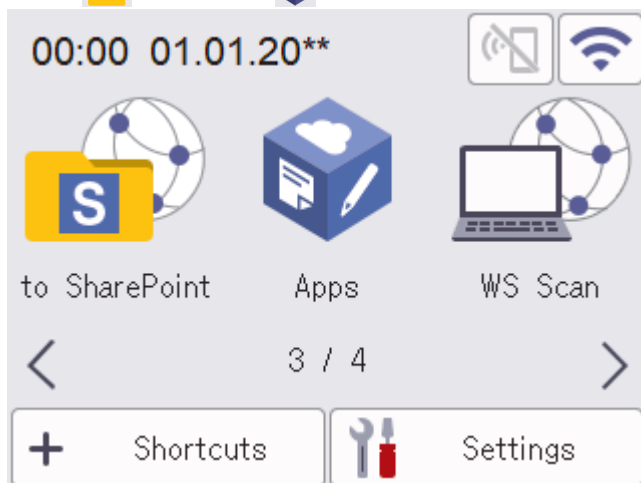 00:00 01.01.20**
S
to SharePoint Apps WS Scan
3 / 4
Shortcuts Settings